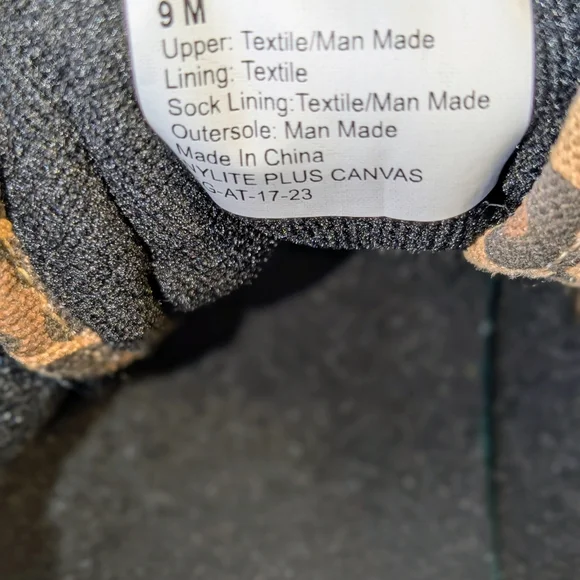 9 M
Upper: Textile/Man Made
Lining: Textile
Sock Lining:Textile/Man Made
Outersole: Man Made
Made In China
PLUS CANVAS
-AT-17-23